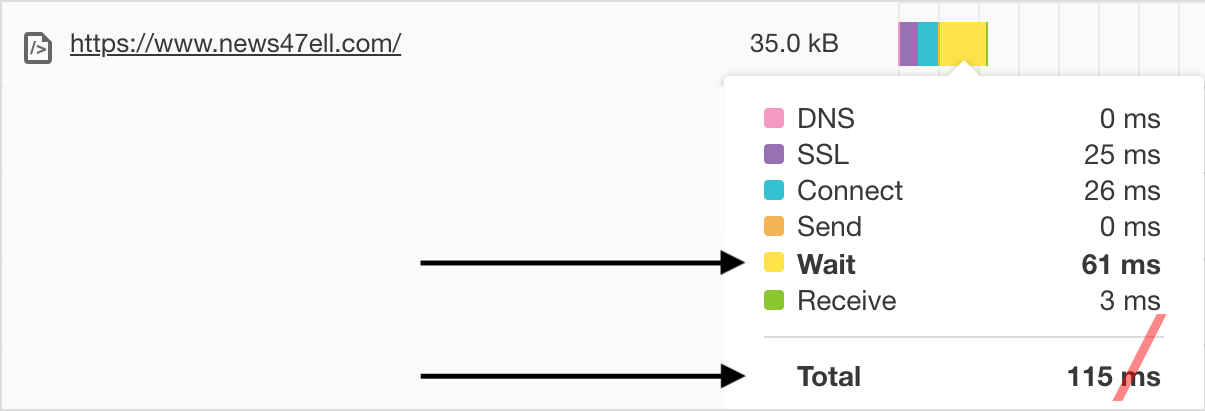 https://www.news47ell.com/ 35.0 kB
DNS 0 ms
SSL 25 ms
Connect 26 ms
Send 0 ms
Wait 61 ms
Receive 3 ms
Total 115 ms